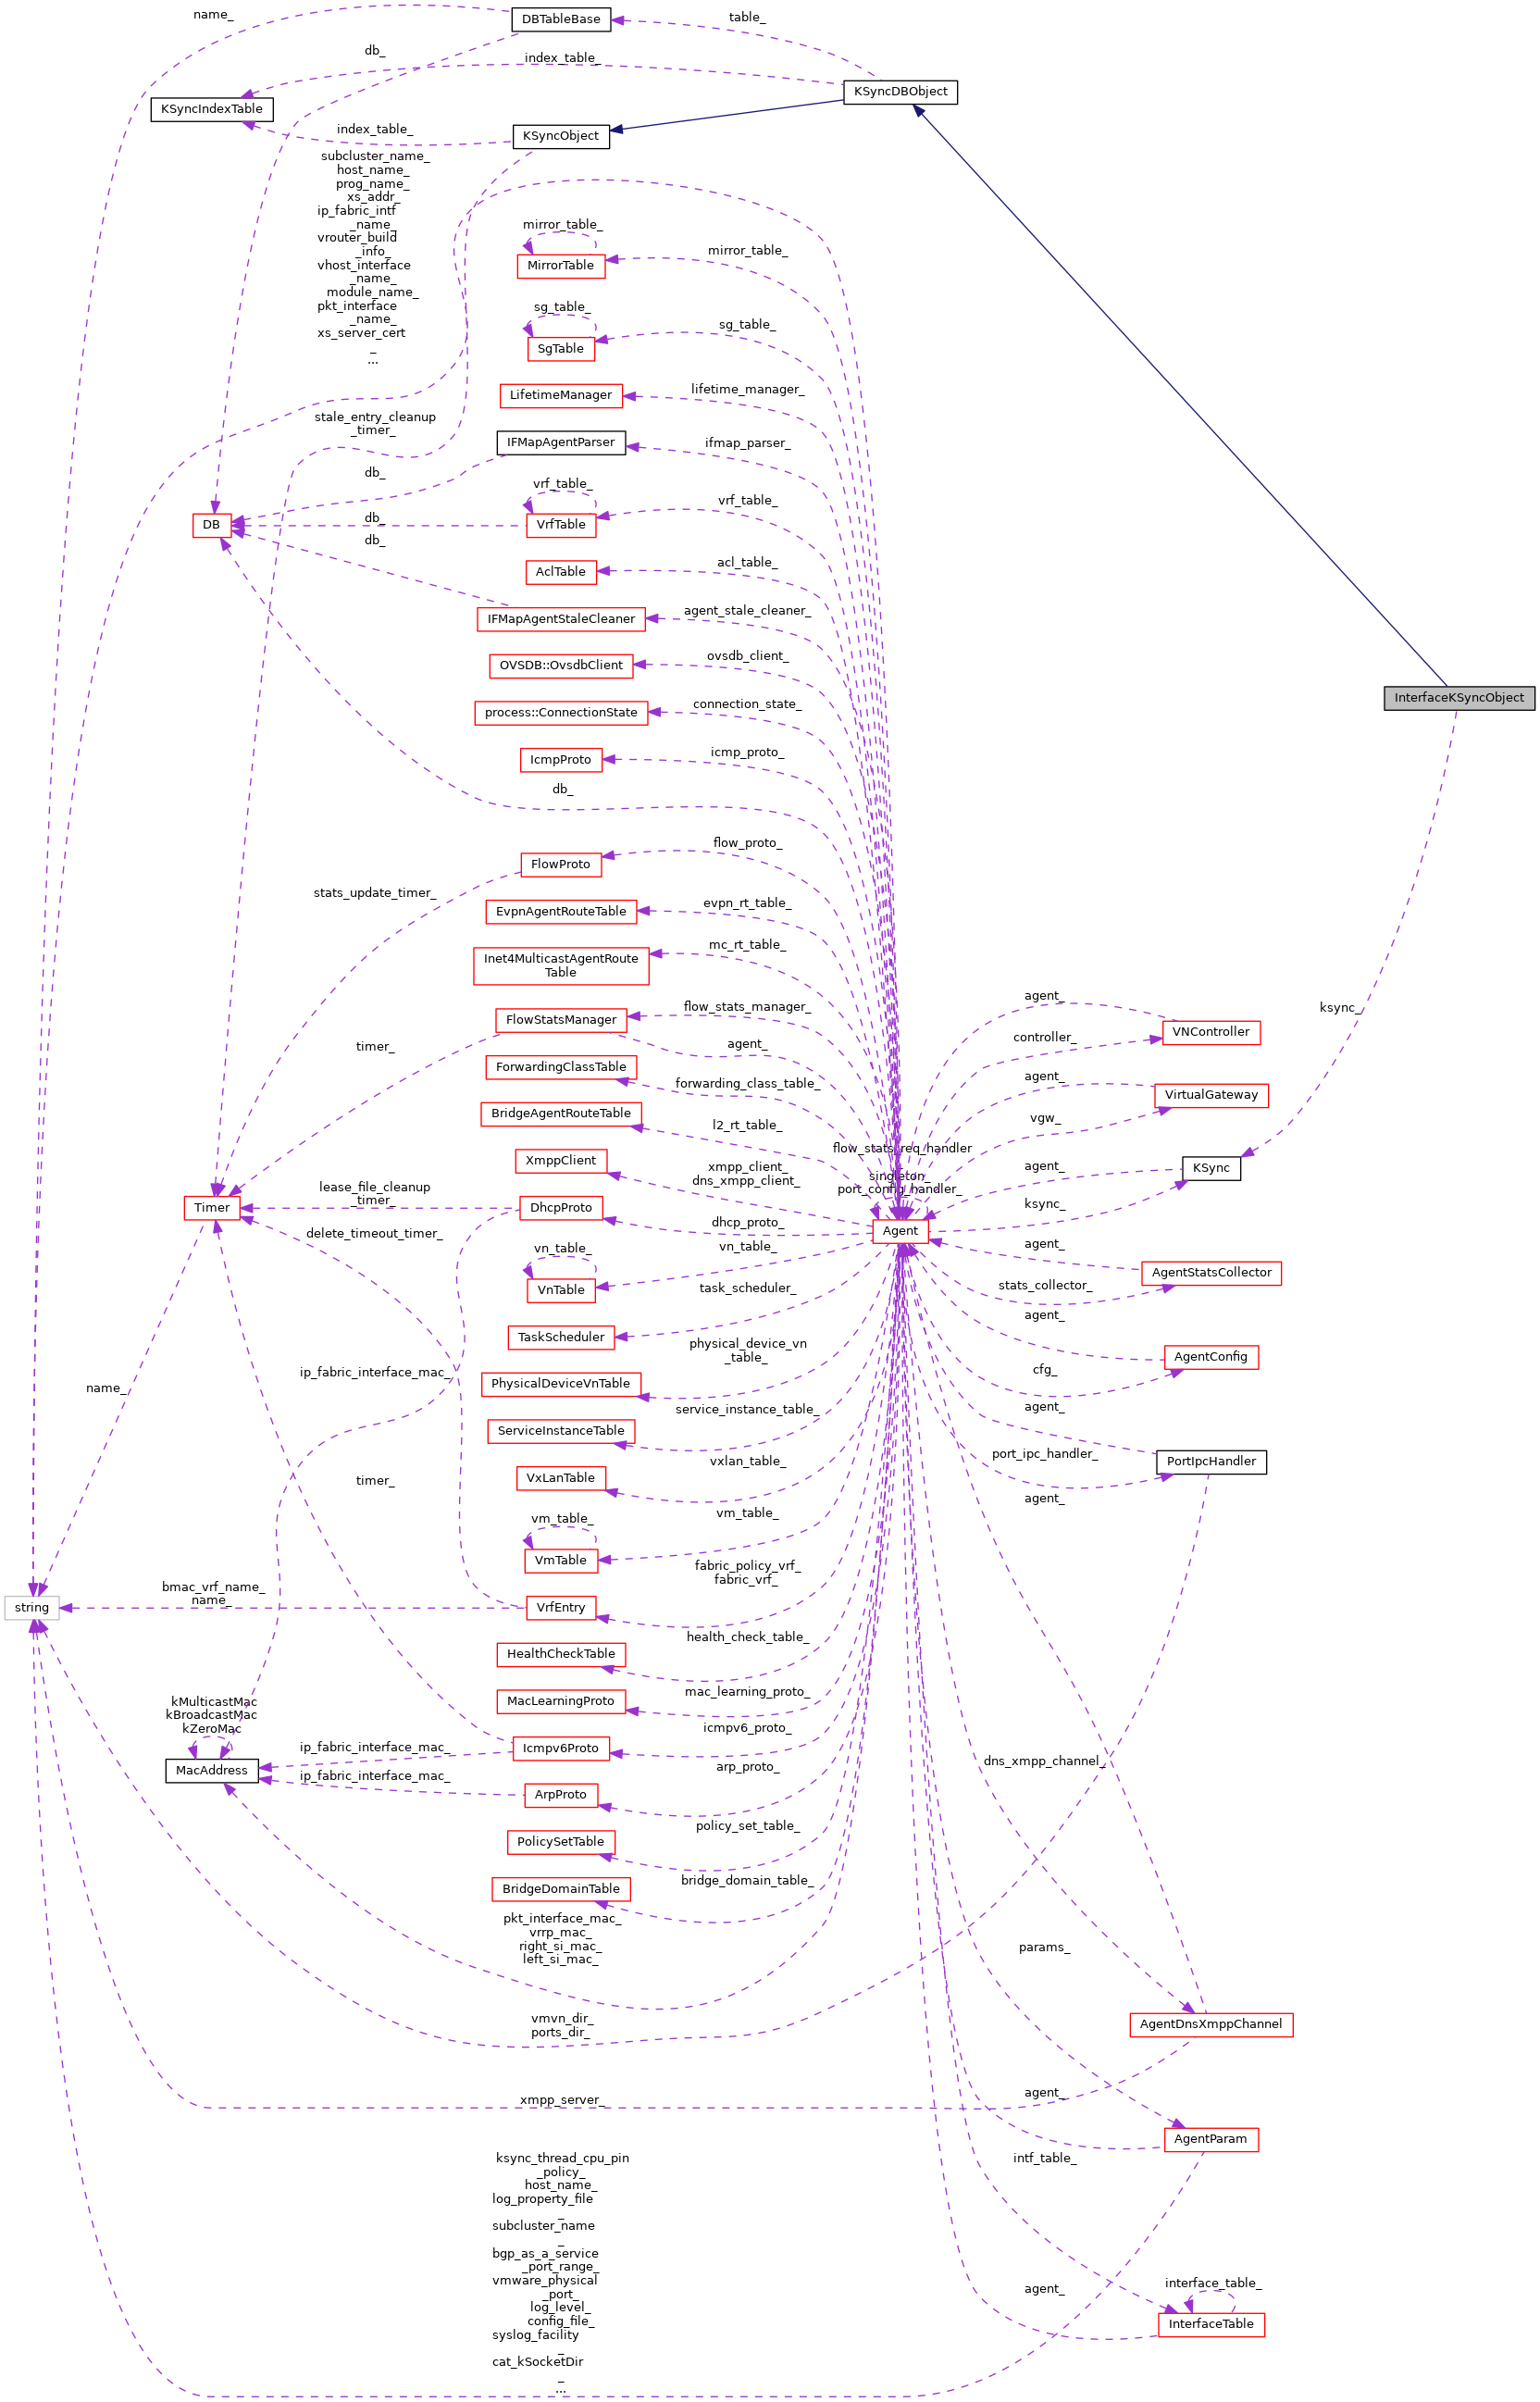 name_
DBTableBase
table_
db_
index_table_
KSyncDBObject
KSyncIndexTable
index_table_
KSyncObject
subcluster_name_
host_name_
prog_name_
xs_addr_
ip_fabric_intf
_name_
vrouter_build
_info_
vhost_interface
_name_
module_name_
pkt_interface
_name_
xs_server_cert
_
...
mirror_table_
MirrorTable
mirror_table_
sg_table_
SgTable
sg_table_
LifetimeManager
lifetime_manager_
stale_entry_cleanup
_timer_
IFMapAgentParser
ifmap_parser_
db_
vrf_table_
VrfTable
vrf_table_
DB
db_
db_
AclTable
acl_table_
IFMapAgentStaleCleaner
agent_stale_cleaner_
OVSDB::OvsdbClient
ovsdb_client_
InterfaceKSyncObject
process::ConnectionState
connection_state_
IcmpProto
icmp_proto_
db_
FlowProto
flow_proto_
stats_update_timer_
EvpnAgentRouteTable
evpn_rt_table_
Inet4MulticastAgentRoute
Table
mc_rt_table_
FlowStatsManager
flow_stats_manager_
timer_
agent_
agent_
controller_
VNController
ksync_
ForwardingClassTable
forwarding_class_table_
agent_
vgw_
VirtualGateway
BridgeAgentRouteTable
l2_rt_table_
flow_stats_req_handler
_
singleton_
port_config_handler_
XmppClient
xmpp_client_
dns_xmpp_client_
agent_
KSync
ksync_
Timer
lease_file_cleanup
_timer_
DhcpProto
dhcp_proto_
Agent
delete_timeout_timer_
vn_table_
VnTable
vn_table_
agent_
AgentStatsCollector
stats_collector_
TaskScheduler
task_scheduler_
agent_
AgentConfig
cfg_
ip_fabric_interface_mac_
name_
PhysicalDeviceVnTable
physical_device_vn
_table_
ServiceInstanceTable
service_instance_table_
agent_
PortIpcHandler
port_ipc_handler_
timer_
VxLanTable
vxlan_table_
agent_
vm_table_
VmTable
vm_table_
fabric_policy_vrf_
fabric_vrf_
string
bmac_vrf_name_
name_
VrfEntry
HealthCheckTable
health_check_table_
MacLearningProto
mac_learning_proto_
kMulticastMac
kBroadcastMac
kZeroMac
MacAddress
ip_fabric_interface_mac_
Icmpv6Proto
icmpv6_proto_
dns_xmpp_channel_
ip_fabric_interface_mac_
ArpProto
arp_proto_
PolicySetTable
policy_set_table_
BridgeDomainTable
bridge_domain_table_
pkt_interface_mac_
vrrp_mac_
right_si_mac_
left_si_mac_
params_
vmvn_dir_
ports_dir_
AgentDnsXmppChannel
xmpp_server_
agent_
AgentParam
intf_table_
ksync_thread_cpu_pin
_policy_
host_name_
log_property_file
_
subcluster_name
_
bgp_as_a_service
_port_range_
vmware_physical
_port_
log_level_
config_file_
syslog_facility
_
cat_kSocketDir
_
...
agent_
interface_table_
InterfaceTable